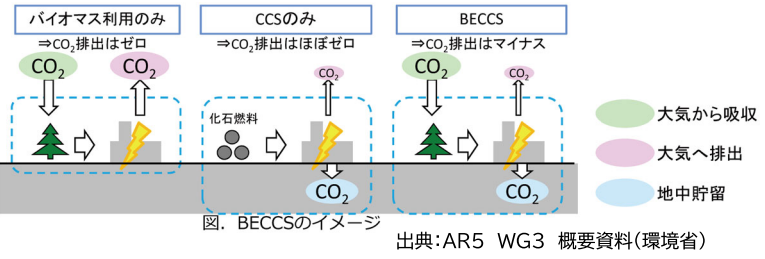 バイオマス利用のみ
⇒CO₂排出はゼロ
CO₂
CO₂
CCSのみ
⇒CO₂排出はほぼゼロ
CO₂
化石燃料
CO₂
BECCS
⇒CO₂排出はマイナス
CO₂
CO₂
CO₂
大気から吸収
大気へ排出
地中貯留
図．BECCSのイメージ
出典：AR5 WG3 概要資料（環境省）